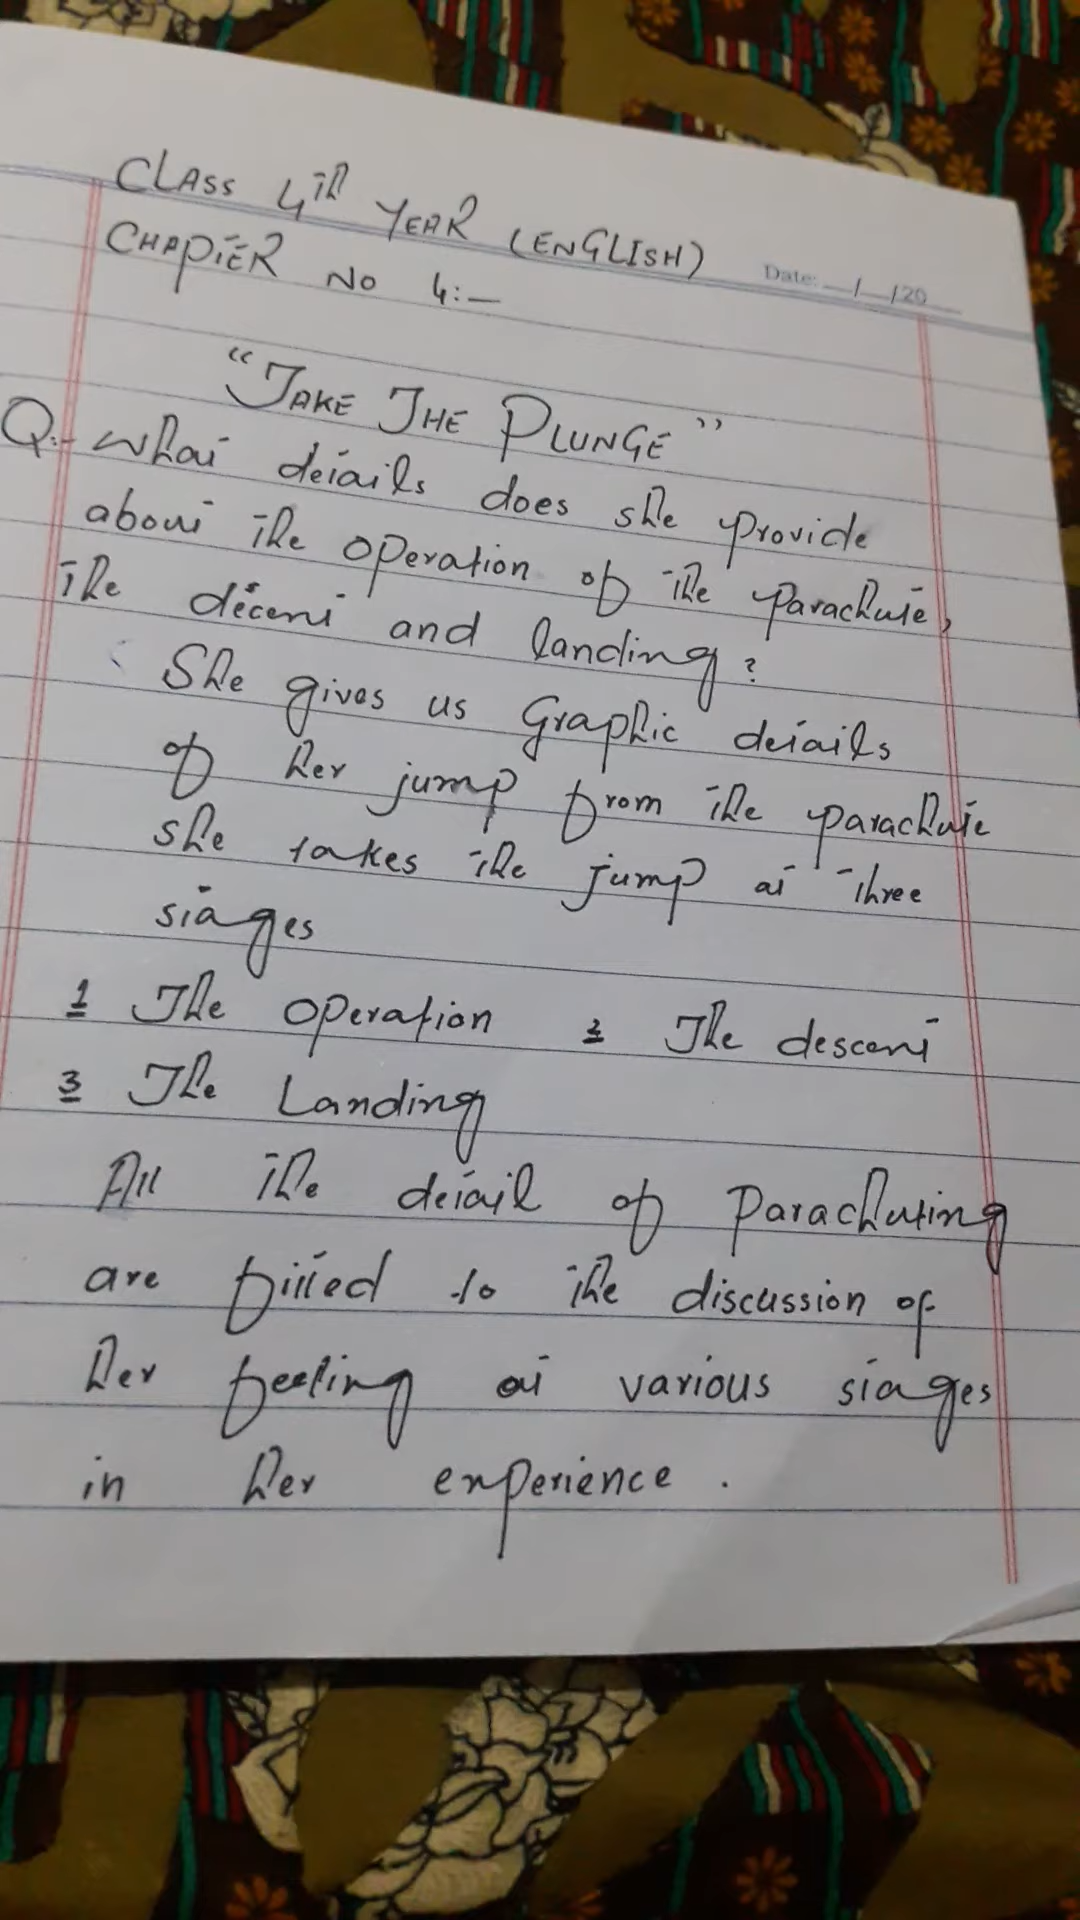 CLASS 4TH YEAR (ENGLISH)
CHAPTER NO 4:-
Date: __/__/20__
"TAKE THE PLUNGE"
Q:- What details does she provide
about the operation of the parachute,
the decent and landing?
She gives us Graphic details
of her jump from the parachute
she takes the jump at three
stages
1 The operation 2 The descent
3 The Landing
All the detail of Parachuting
are fitted to the discussion of
her feeling at various stages
in her experience.